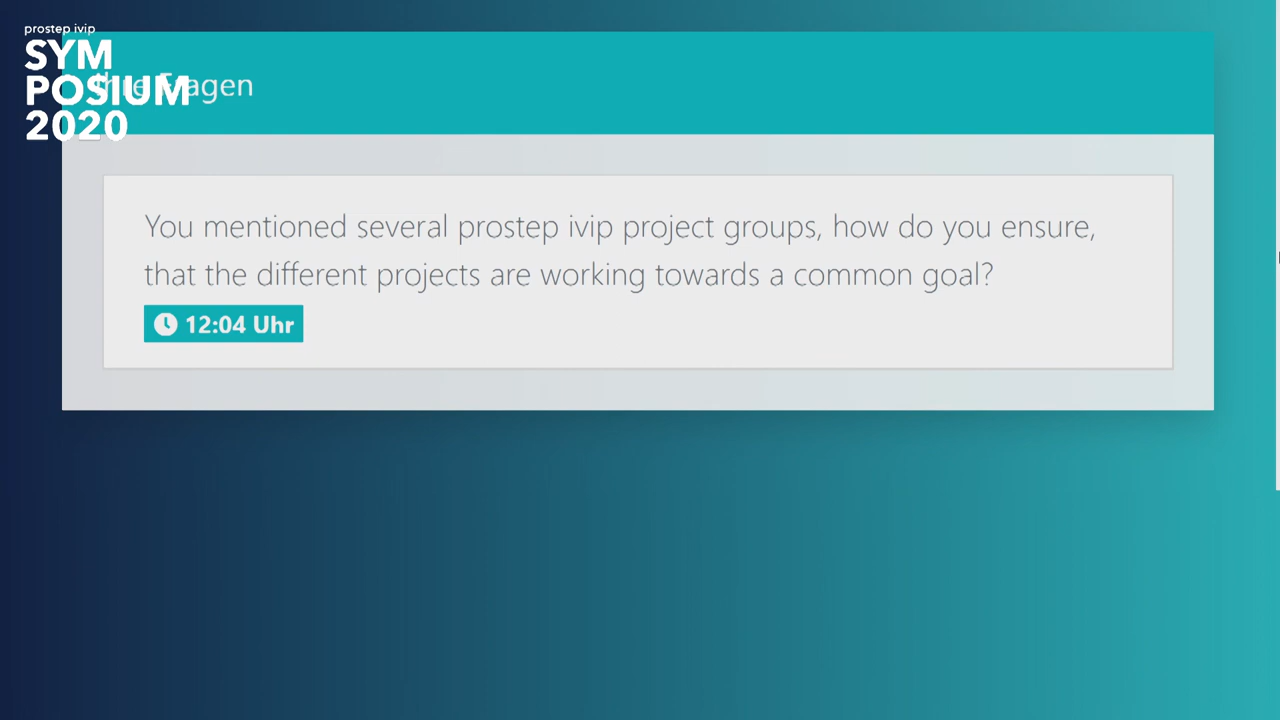 prostep ivip
SYM
POSIUM
2020
You mentioned several prostep ivip project groups, how do you ensure,
that the different projects are working towards a common goal?
12:04 Uhr